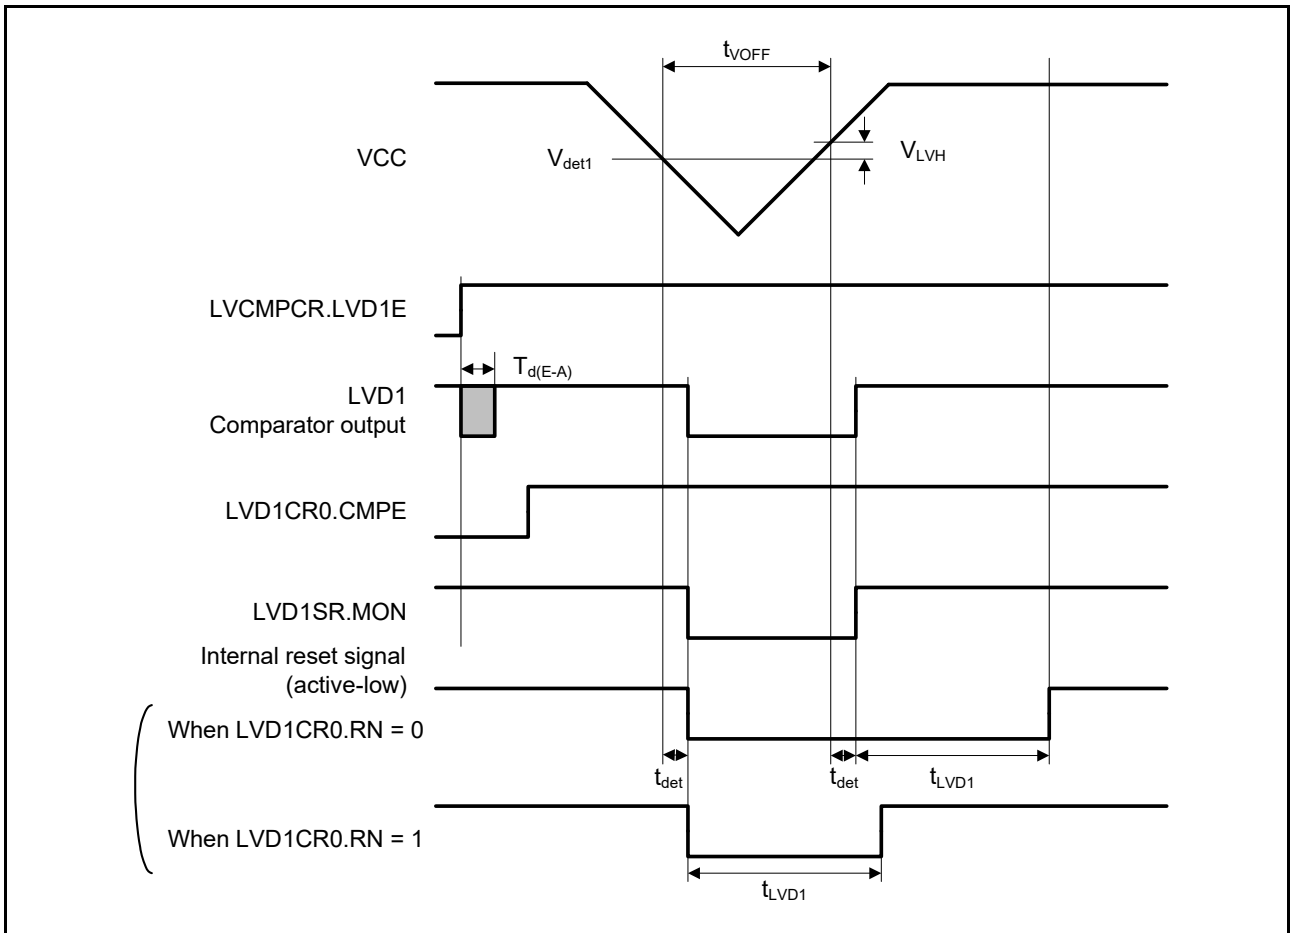 tVOFF
VCC
Vdet1
VLVH
LVCMPCR.LVD1E
Td(E-A)
LVD1
Comparator output
LVD1CR0.CMPE
LVD1SR.MON
Internal reset signal
(active-low)
When LVD1CR0.RN = 0
tdet
tdet
tLVD1
When LVD1CR0.RN = 1
tLVD1